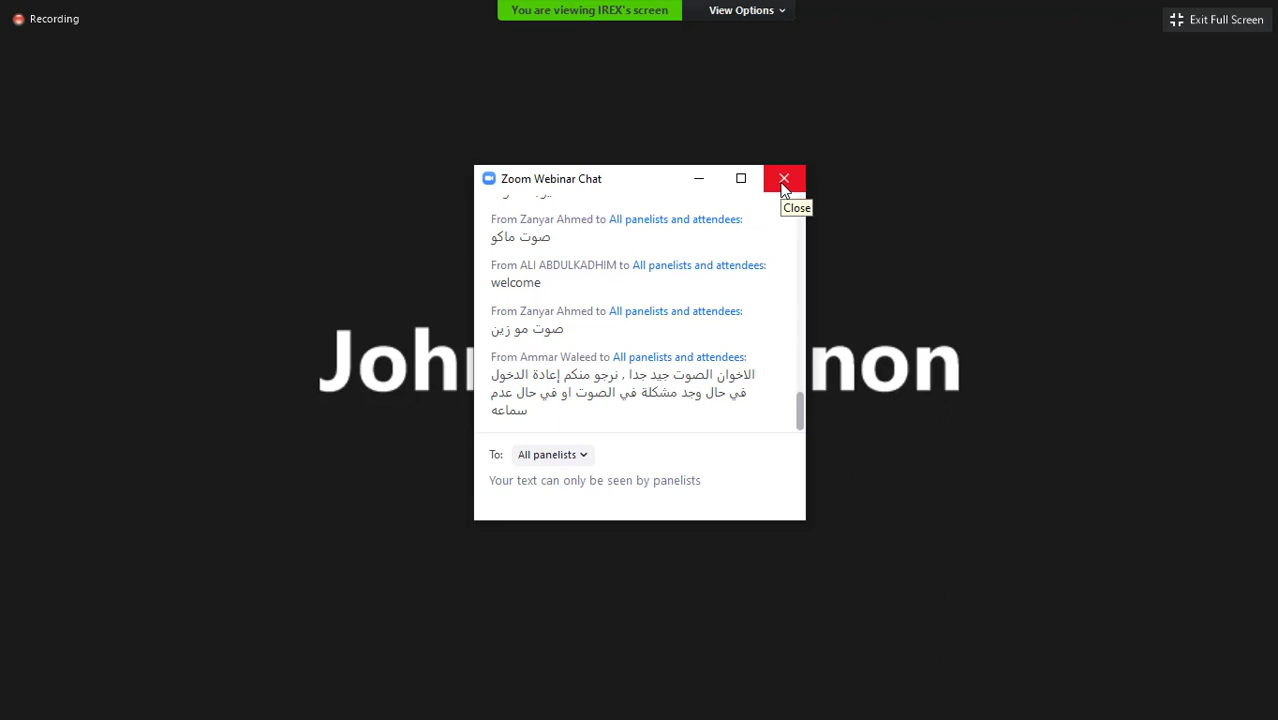 Recording
You are viewing IREX's screen
View Options
Exit Full Screen
Zoom Webinar Chat
Close
From Zanyar Ahmed to All panelists and attendees:
صوت ماكو
From ALI ABDULKADHIM to All panelists and attendees:
welcome
From Zanyar Ahmed to All panelists and attendees:
صوت مو زين
From Ammar Waleed to All panelists and attendees:
الاخوان الصوت جيد جدا , نرجو منكم إعادة الدخول
في حال وجد مشكلة في الصوت او في حال عدم
سماعه
To: All panelists
Your text can only be seen by panelists